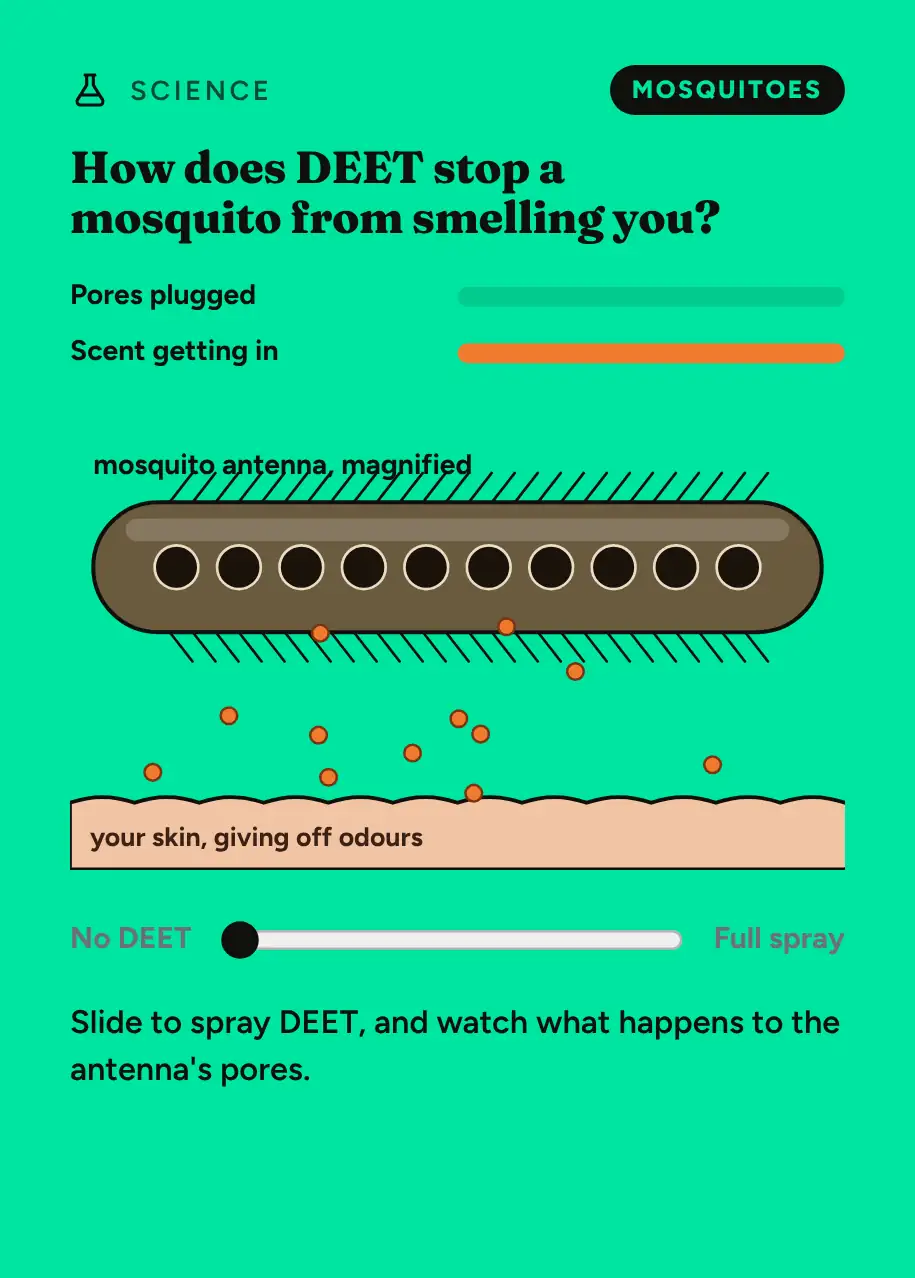 SCIENCE
MOSQUITOES
How does DEET stop a
mosquito from smelling you?
Pores plugged
Scent getting in
mosquito antenna, magnified
your skin, giving off odours
No DEET
Full spray
Slide to spray DEET, and watch what happens to the
antenna's pores.